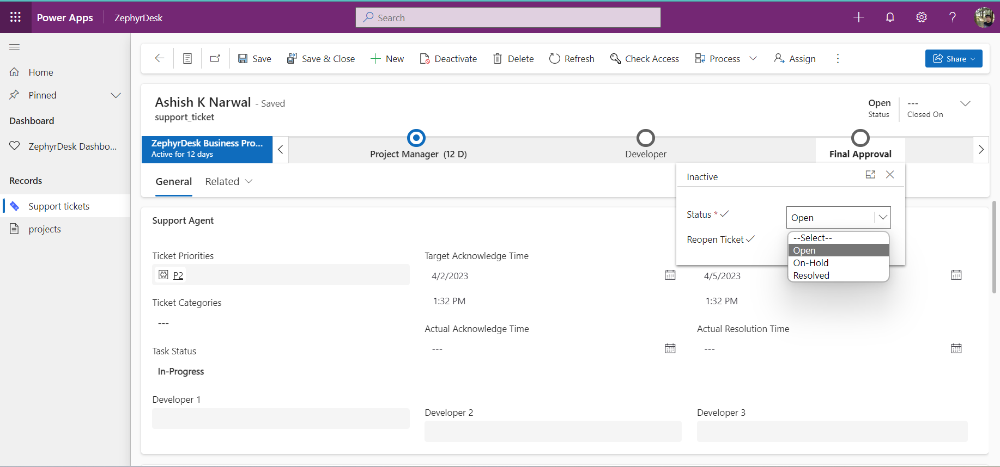 Power Apps
ZephyrDesk
Search
Home
Pinned
Dashboard
ZephyrDesk Dashbo...
Records
Support tickets
projects
Save
Save & Close
New
Deactivate
Delete
Refresh
Check Access
Process
Assign
Share
Ashish K Narwal - Saved
support_ticket
Open
Status
---
Closed On
ZephyrDesk Business Pro...
Active for 12 days
Project Manager (12 D)
Developer
Final Approval
General
Related
Inactive
Status *
Open
Reopen Ticket
--Select--
Open
On-Hold
Resolved
Support Agent
Ticket Priorities
P2
Ticket Categories
---
Task Status
In-Progress
Developer 1
Target Acknowledge Time
4/2/2023
1:32 PM
Actual Acknowledge Time
---
Developer 2
4/5/2023
1:32 PM
Actual Resolution Time
---
Developer 3